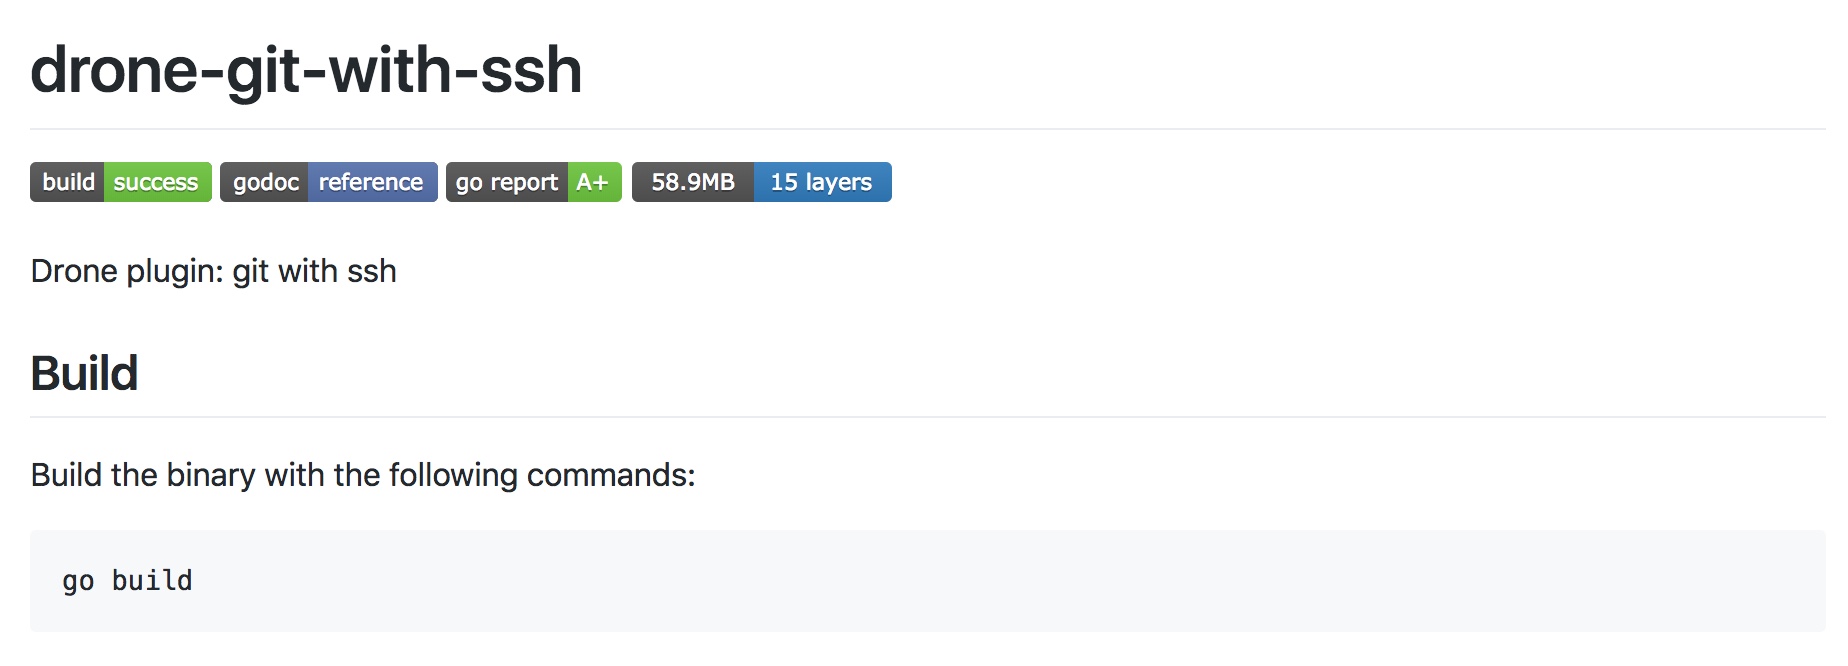 drone-git-with-ssh
build success godoc reference go report A+ 58.9MB 15 layers
Drone plugin: git with ssh
Build
Build the binary with the following commands:
go build